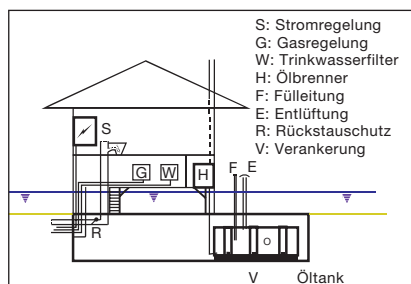 S: Stromregelung
G: Gasregelung
W: Trinkwasserfilter
H: Ölbrenner
F: Fülleitung
E: Entlüftung
R: Rückstauschutz
V: Verankerung
S
G W H F E
R
O
V Öltank